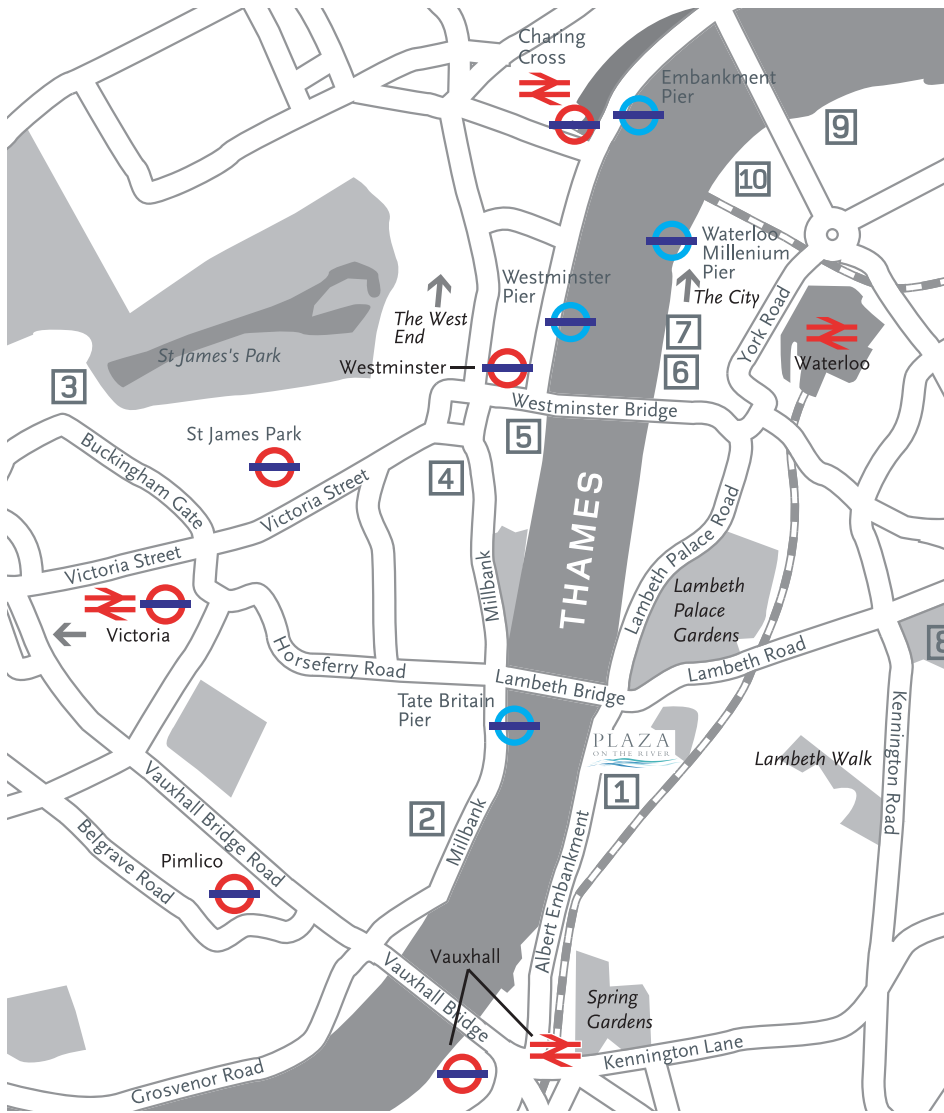 Charing
Cross
Embankment
Pier
9
10
Waterloo
Millenium
Pier
Westminster
Pier
The City
The West
End
York Road
7
St James's Park
Westminster
6
Waterloo
3
Westminster Bridge
5
St James Park
Buckingham Gate
4
Victoria Street
THAMES
Lambeth Palace Road
Victoria Street
Millbank
Lambeth
Palace
Gardens
Victoria
8
Horseferry Road
Lambeth Bridge
Lambeth Road
Tate Britain
Pier
PLAZA
ON THE RIVER
Kennington Road
Lambeth Walk
1
Vauxhall Bridge Road
2
Millbank
Belgrave Road
Pimlico
Albert Embankment
Vauxhall
Vauxhall Bridge
Spring
Gardens
Kennington Lane
Grosvenor Road